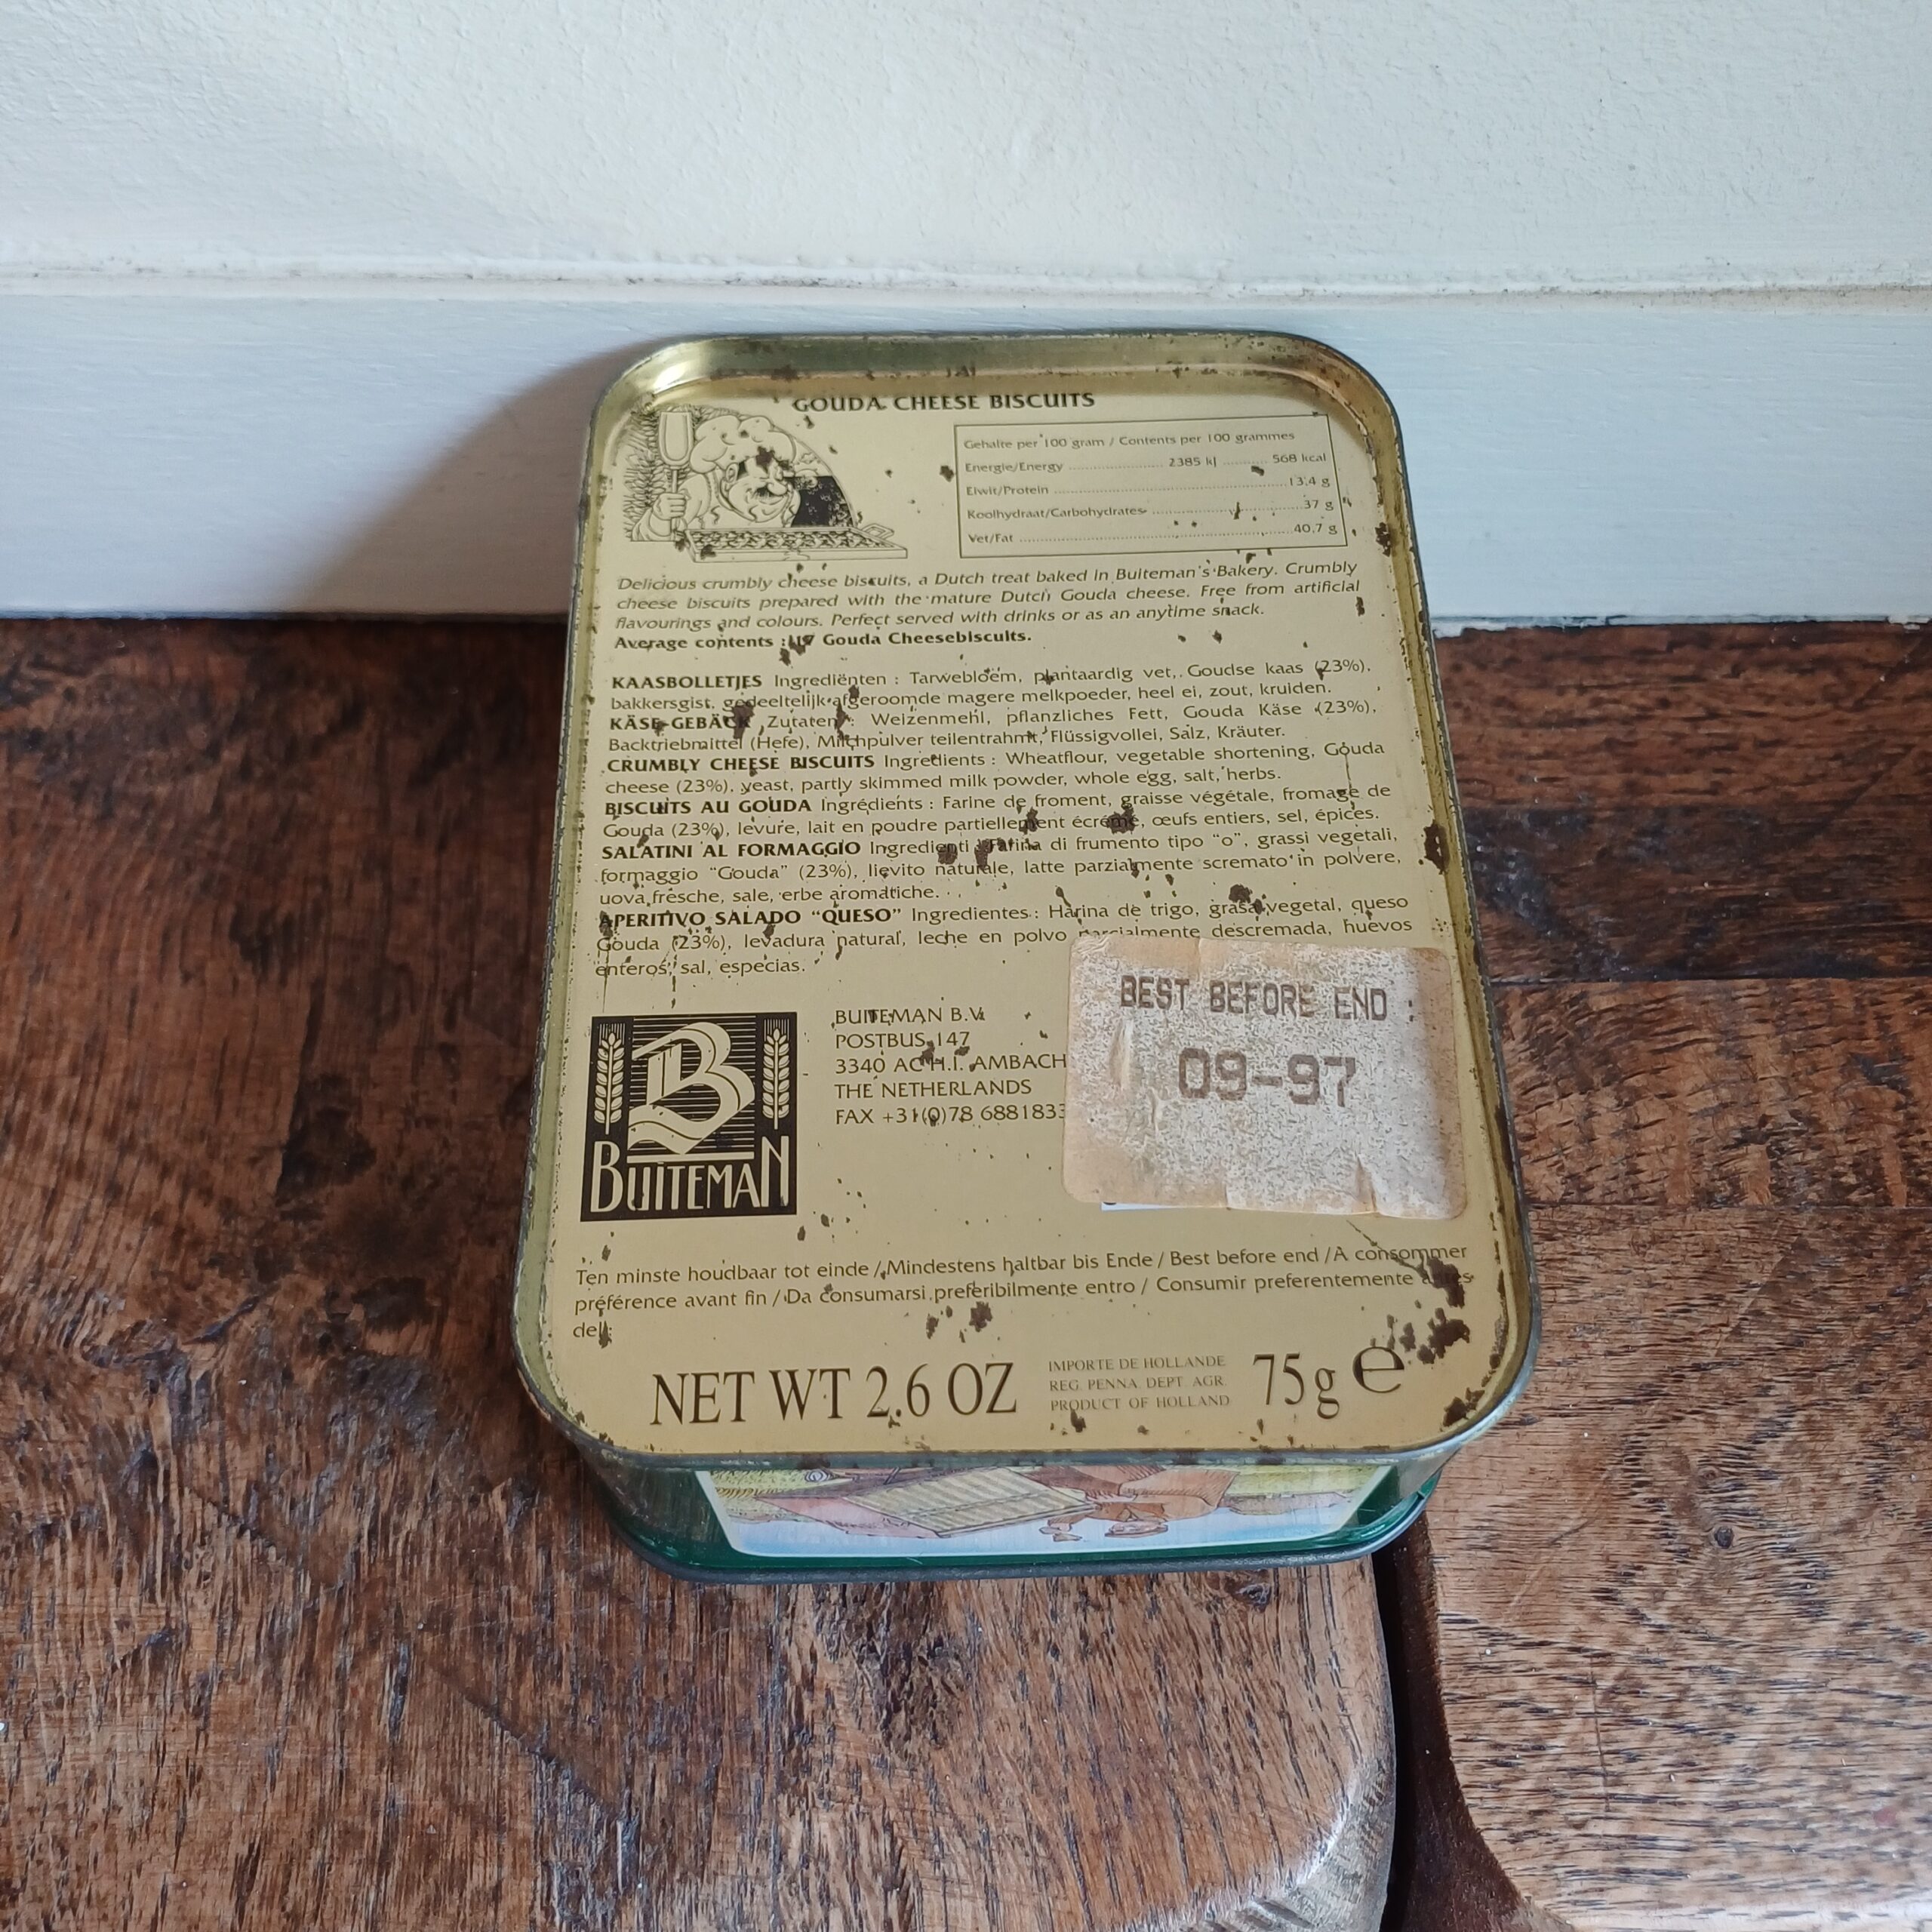 GOUDA CHEESE BISCUITS
Gehalte per 100 gram / Contents per 100 grammes
Energie/Energy ........................ 2385 kJ ........... 568 kcal
Eiwit/Protein ............................................................ 13.4 g
Koolhydraat/Carbohydrates ...................................... 37 g
Vet/Fat ..................................................................... 40,7 g
Delicious crumbly cheese biscuits, a Dutch treat baked in Buiteman's Bakery. Crumbly
cheese biscuits prepared with the mature Dutch Gouda cheese. Free from artificial
flavourings and colours. Perfect served with drinks or as an anytime snack.
Average contents : Gouda Cheesebiscuits.
KAASBOLLETJES Ingrediënten : Tarwebloem, plantaardig vet, Goudse kaas (23%),
bakkersgist, gedeeltelijk afgeroomde magere melkpoeder, heel ei, zout, kruiden.
KÄSE-GEBÄCK Zutaten : Weizenmehl, pflanzliches Fett, Gouda Käse (23%),
Backtriebmittel (Hefe), Milchpulver teilentrahmt, Flüssigvollei, Salz, Kräuter.
CRUMBLY CHEESE BISCUITS Ingredients : Wheatflour, vegetable shortening, Gouda
cheese (23%), yeast, partly skimmed milk powder, whole egg, salt, herbs.
BISCUITS AU GOUDA Ingrédients : Farine de froment, graisse végétale, fromage de
Gouda (23%), levure, lait en poudre partiellement écrémé, œufs entiers, sel, épices.
SALATINI AL FORMAGGIO Ingredienti : Farina di frumento tipo "o", grassi vegetali,
formaggio "Gouda" (23%), lievito naturale, latte parzialmente scremato in polvere,
uova fresche, sale, erbe aromatiche.
APERITIVO SALADO "QUESO" Ingredientes : Harina de trigo, grasa vegetal, queso
Gouda (23%), levadura natural, leche en polvo parcialmente descremada, huevos
enteros, sal, especias.
BEST BEFORE END :
09-97
B
BUITEMAN
BUITEMAN B.V.
POSTBUS 147
3340 AC H.I. AMBACH
THE NETHERLANDS
FAX +31(0)78 6881833
Ten minste houdbaar tot einde / Mindestens haltbar bis Ende / Best before end / A consommer
préférence avant fin / Da consumarsi preferibilmente entro / Consumir preferentemente antes
del:
NET WT 2.6 OZ
IMPORTE DE HOLLANDE
REG. PENNA. DEPT. AGR.
PRODUCT OF HOLLAND
75g e